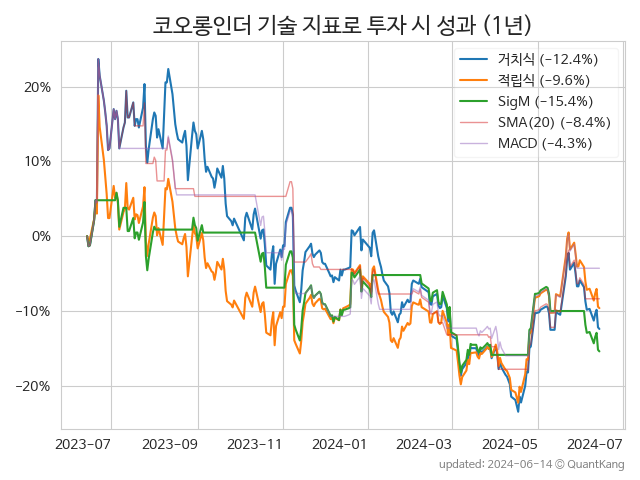 코오롱인더 기술 지표로 투자 시 성과 (1년)
거치식 (−12.4%)
적립식 (−9.6%)
SigM (−15.4%)
SMA(20) (−8.4%)
MACD (−4.3%)
20%
10%
0%
−10%
−20%
2023-07 2023-09 2023-11 2024-01 2024-03 2024-05 2024-07
updated: 2024-06-14 ⓒ QuantKang